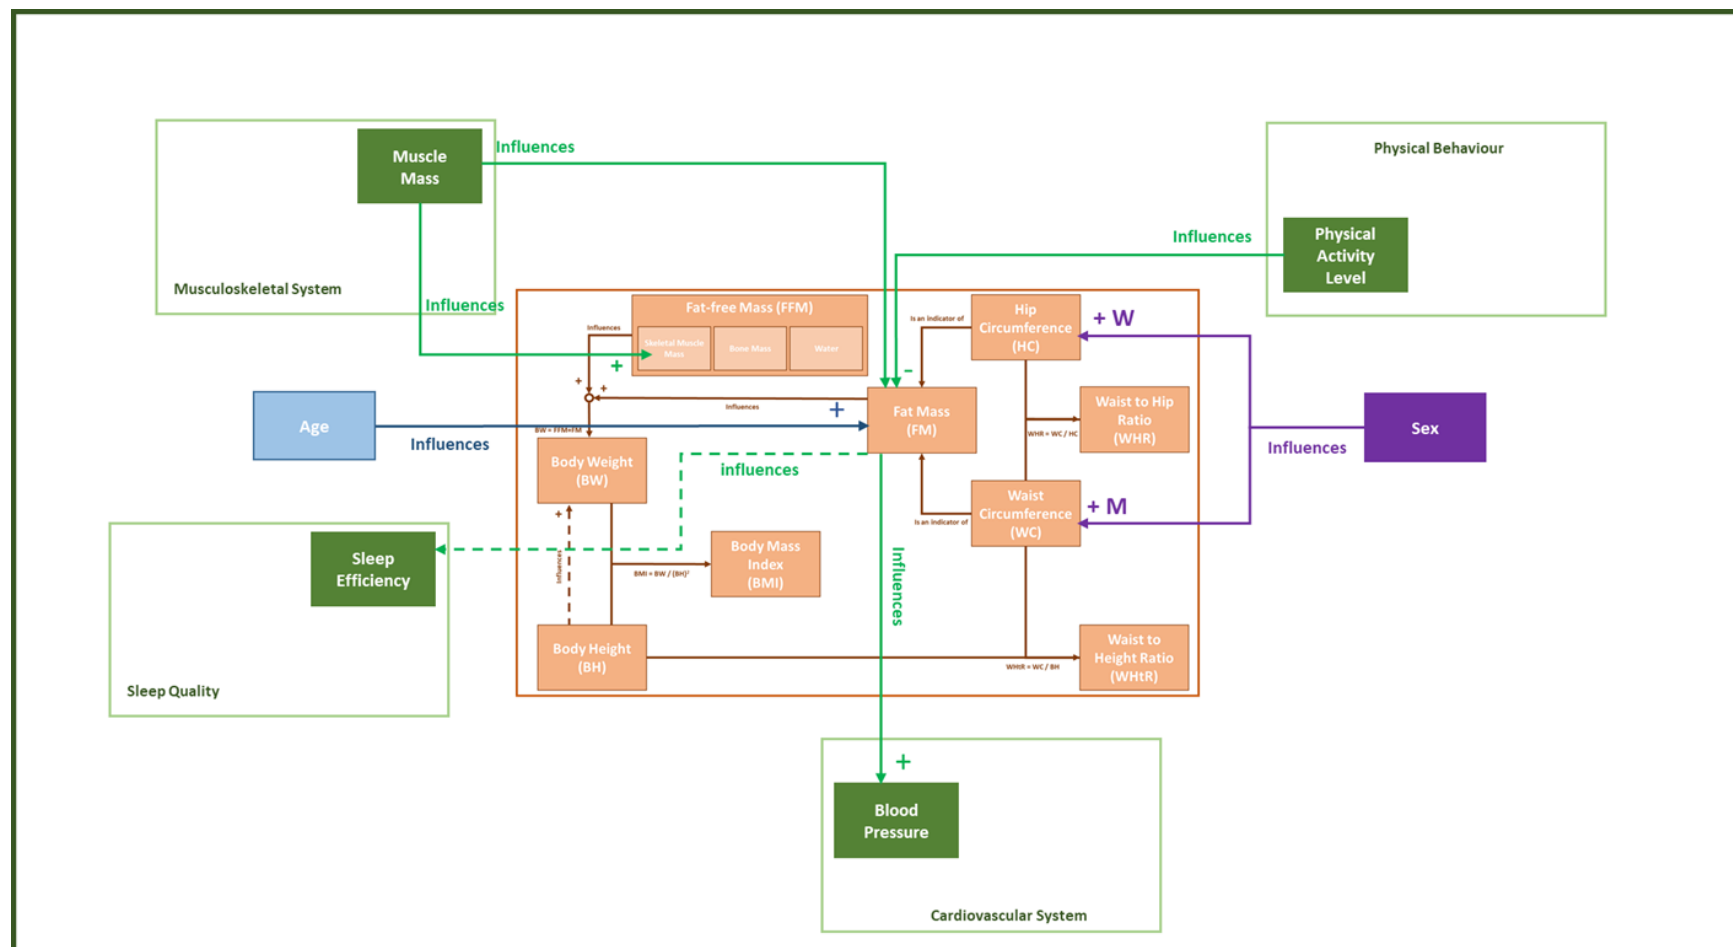 Muscle
Mass
Influences
Musculoskeletal System
Influences
Physical Behaviour
Influences
Physical
Activity
Level
Fat-free Mass (FFM)
Skeletal Muscle
Mass
Bone Mass
Water
Influences
+
+
+
Is an indicator of
Hip
Circumference
(HC)
+ W
-
Age
Influences
+
Influences
Fat Mass
(FM)
WHR = WC / HC
Waist to Hip
Ratio
(WHR)
Sex
Influences
BW = FFM+FM
Body Weight
(BW)
influences
Is an indicator of
Waist
Circumference
(WC)
+ M
+
Influences
Sleep
Efficiency
Sleep Quality
BMI = BW / (BH)²
Body Mass
Index
(BMI)
Influences
Body Height
(BH)
WHtR = WC / BH
Waist to
Height Ratio
(WHtR)
+
Blood
Pressure
Cardiovascular System